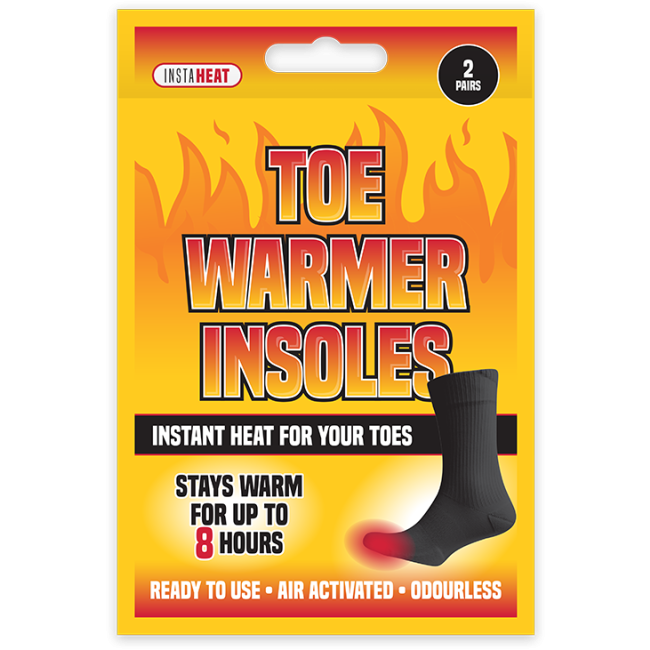 INSTAHEAT
2
PAIRS
TOE
WARMER
INSOLES
INSTANT HEAT FOR YOUR TOES
STAYS WARM
FOR UP TO
8 HOURS
READY TO USE • AIR ACTIVATED • ODOURLESS